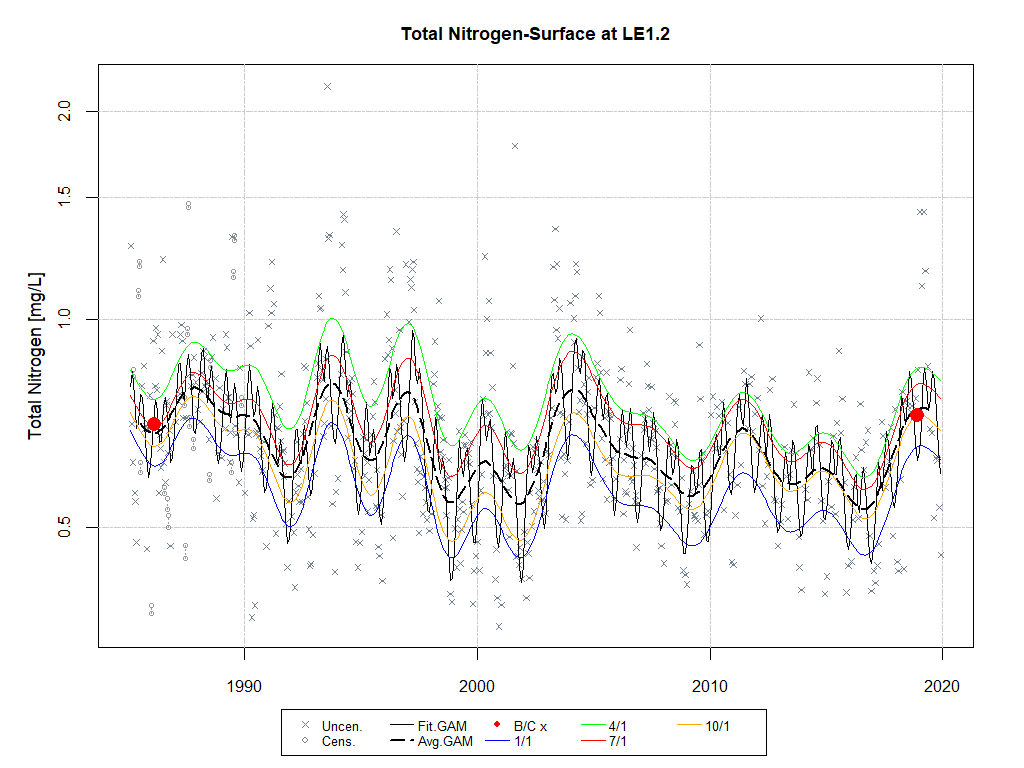 Total Nitrogen-Surface at LE1.2
Total Nitrogen [mg/L]
2.0
1.5
1.0
0.5
1990 2000 2010 2020
Uncen. Fit.GAM B/C x 4/1 10/1
Cens. Avg.GAM 1/1 7/1